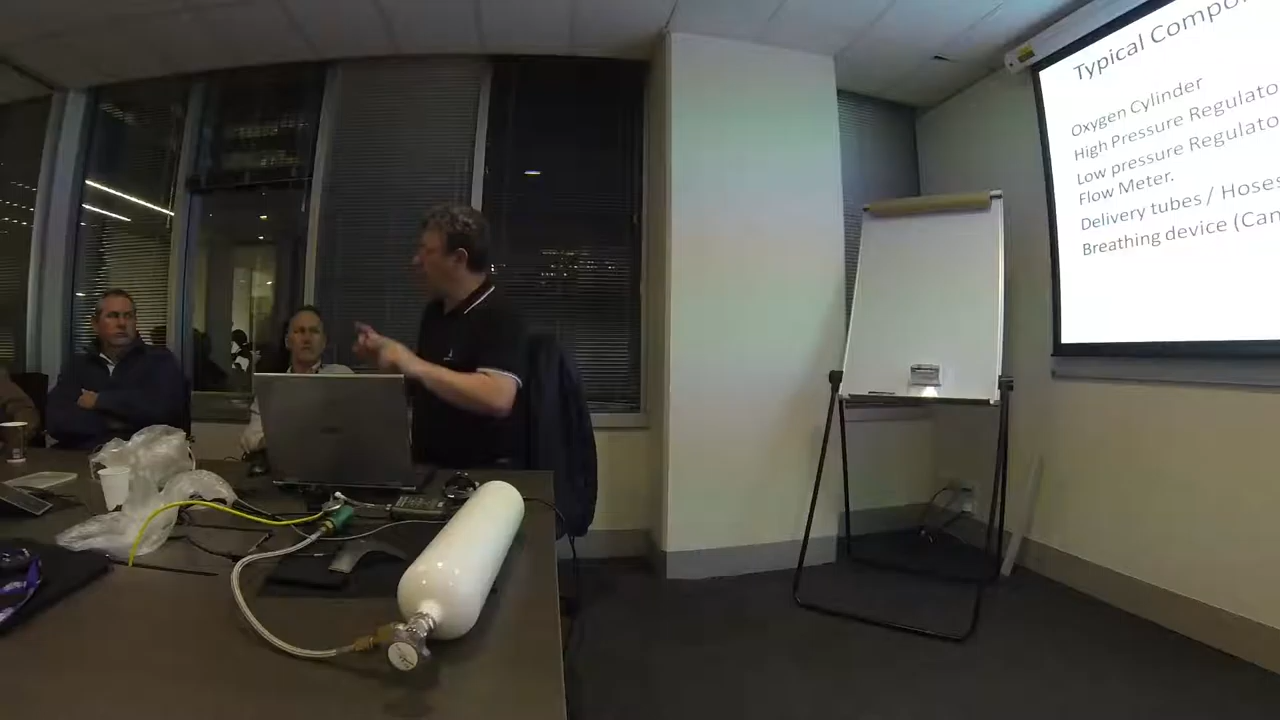 Typical Compo
Oxygen Cylinder
High Pressure Regulato
Low pressure Regulato
Flow Meter.
Delivery tubes / Hoses
Breathing device (Can